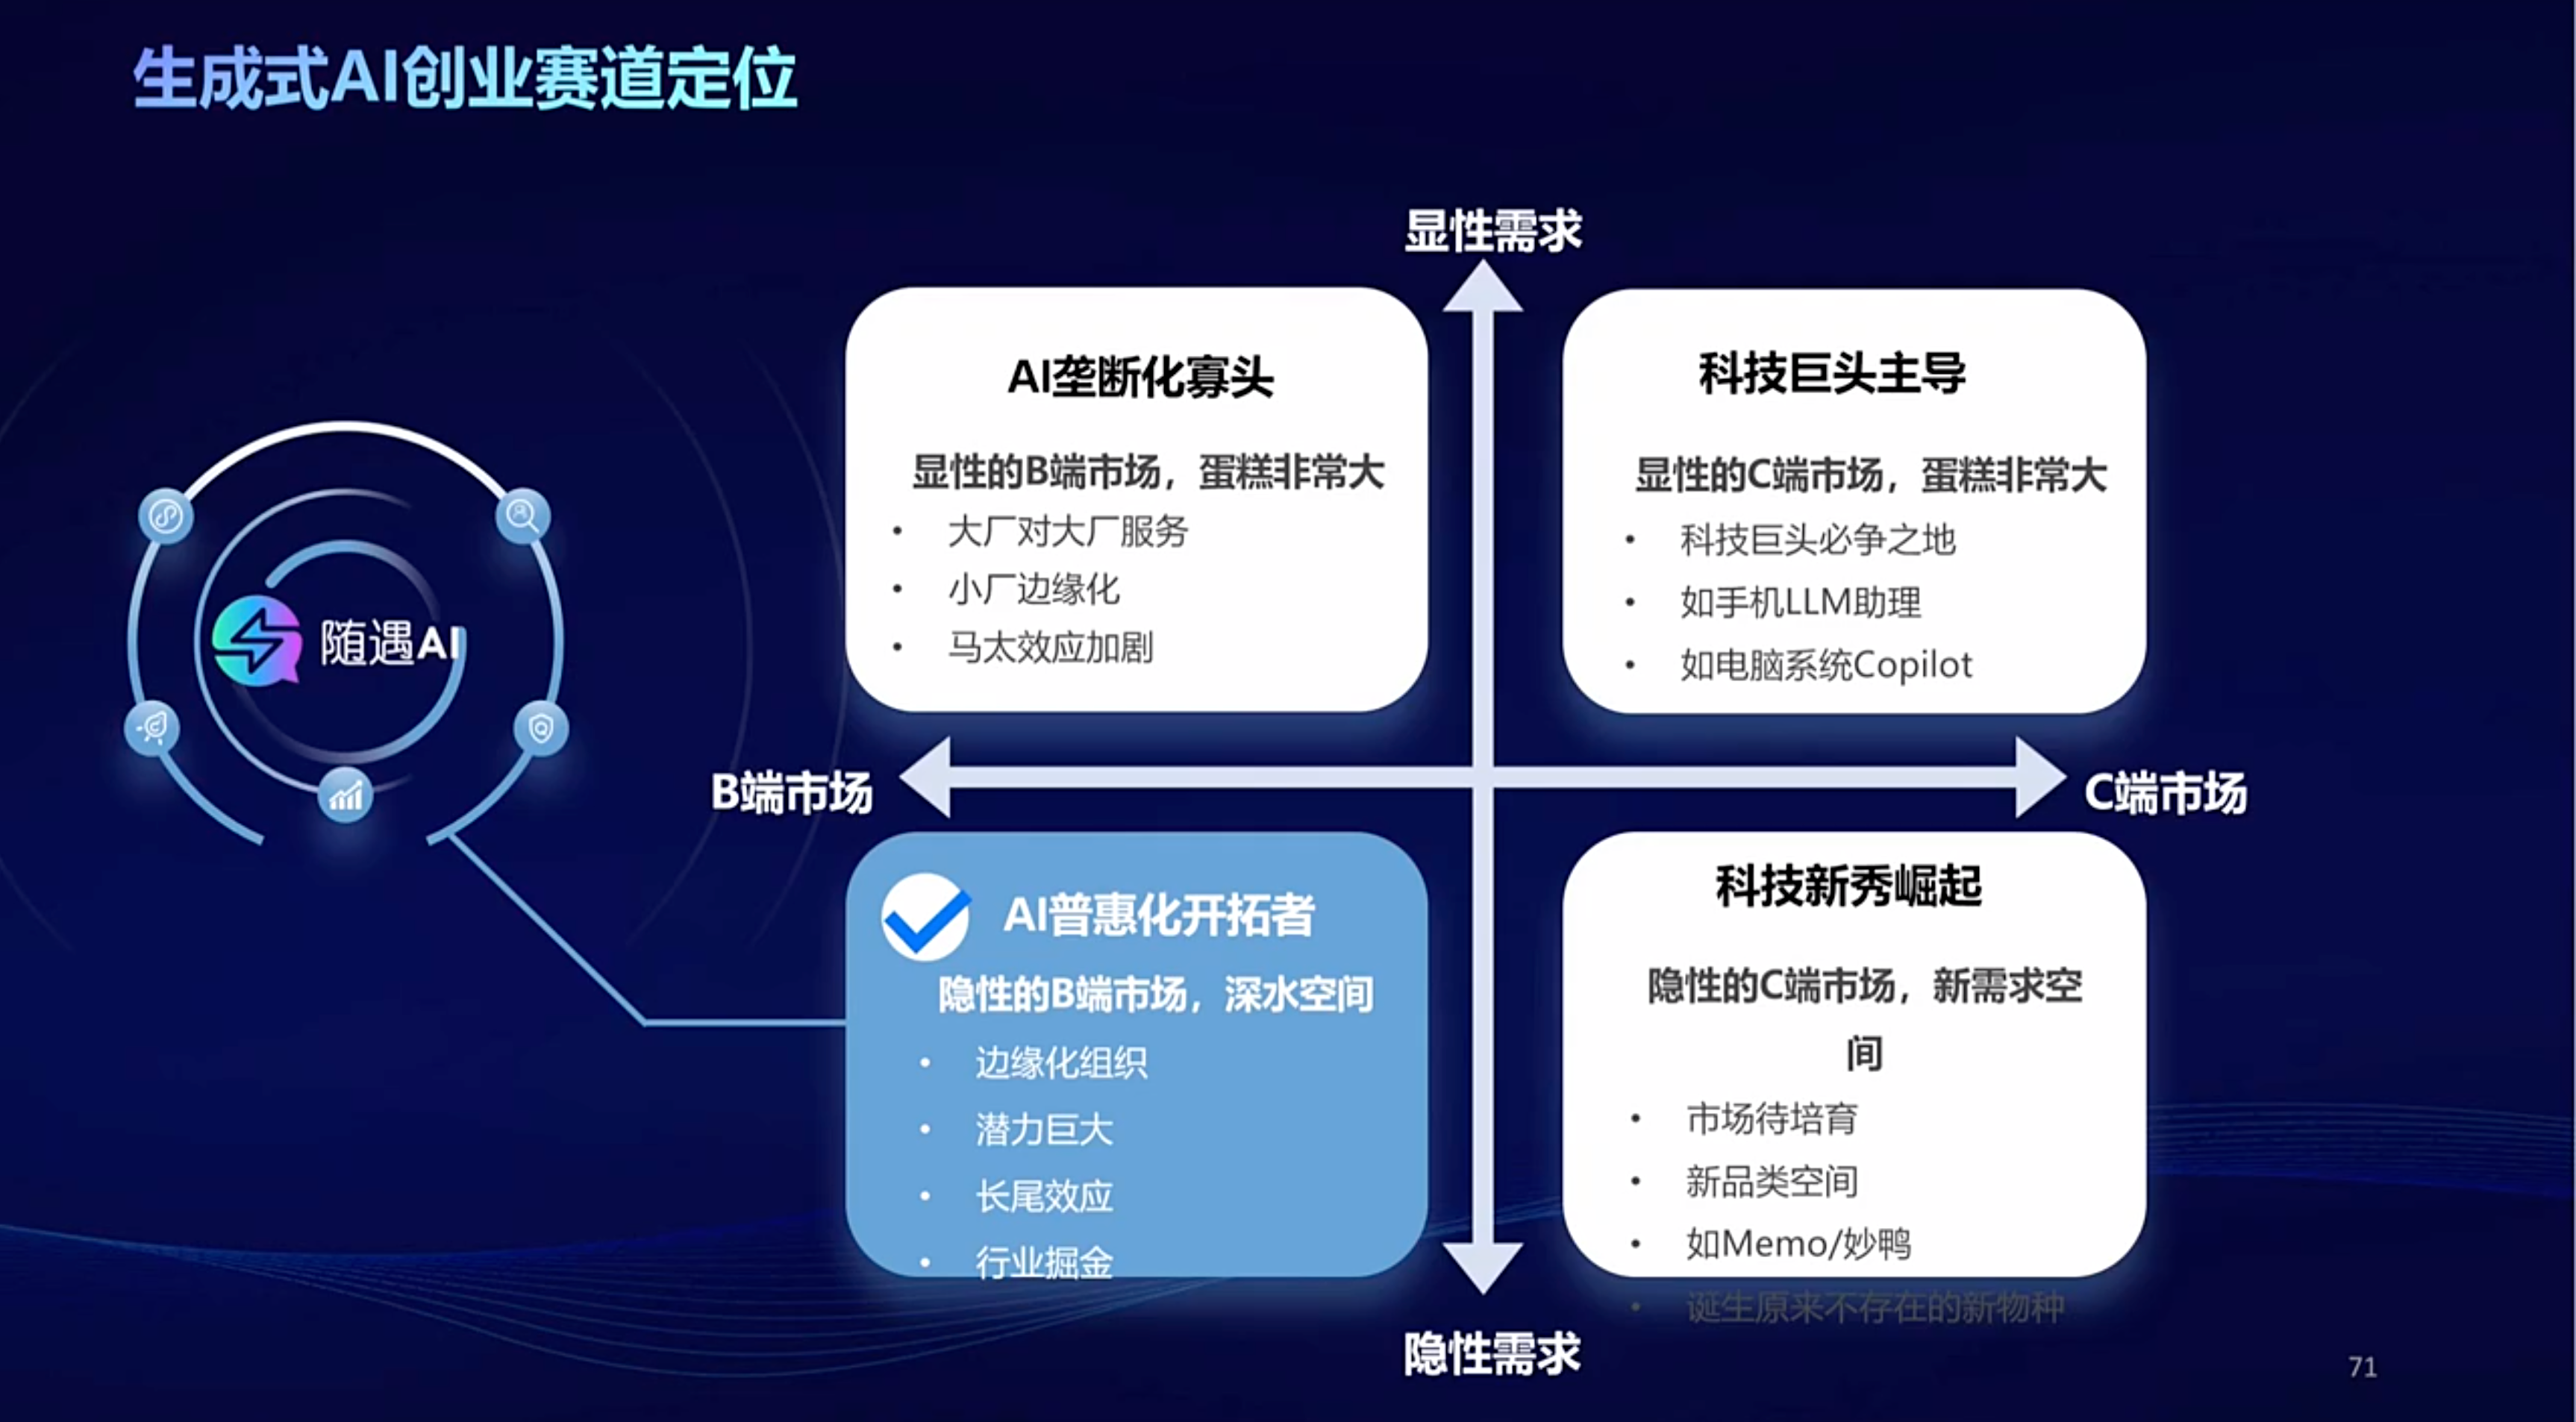 生成式AI创业赛道定位
显性需求
AI垄断化寡头
显性的B端市场，蛋糕非常大
• 大厂对大厂服务
• 小厂边缘化
• 马太效应加剧
科技巨头主导
显性的C端市场，蛋糕非常大
• 科技巨头必争之地
• 如手机LLM助理
• 如电脑系统Copilot
随遇AI
B端市场
C端市场
AI普惠化开拓者
隐性的B端市场，深水空间
• 边缘化组织
• 潜力巨大
• 长尾效应
• 行业掘金
科技新秀崛起
隐性的C端市场，新需求空
间
• 市场待培育
• 新品类空间
• 如Memo/妙鸭
• 诞生原来不存在的新物种
隐性需求
71